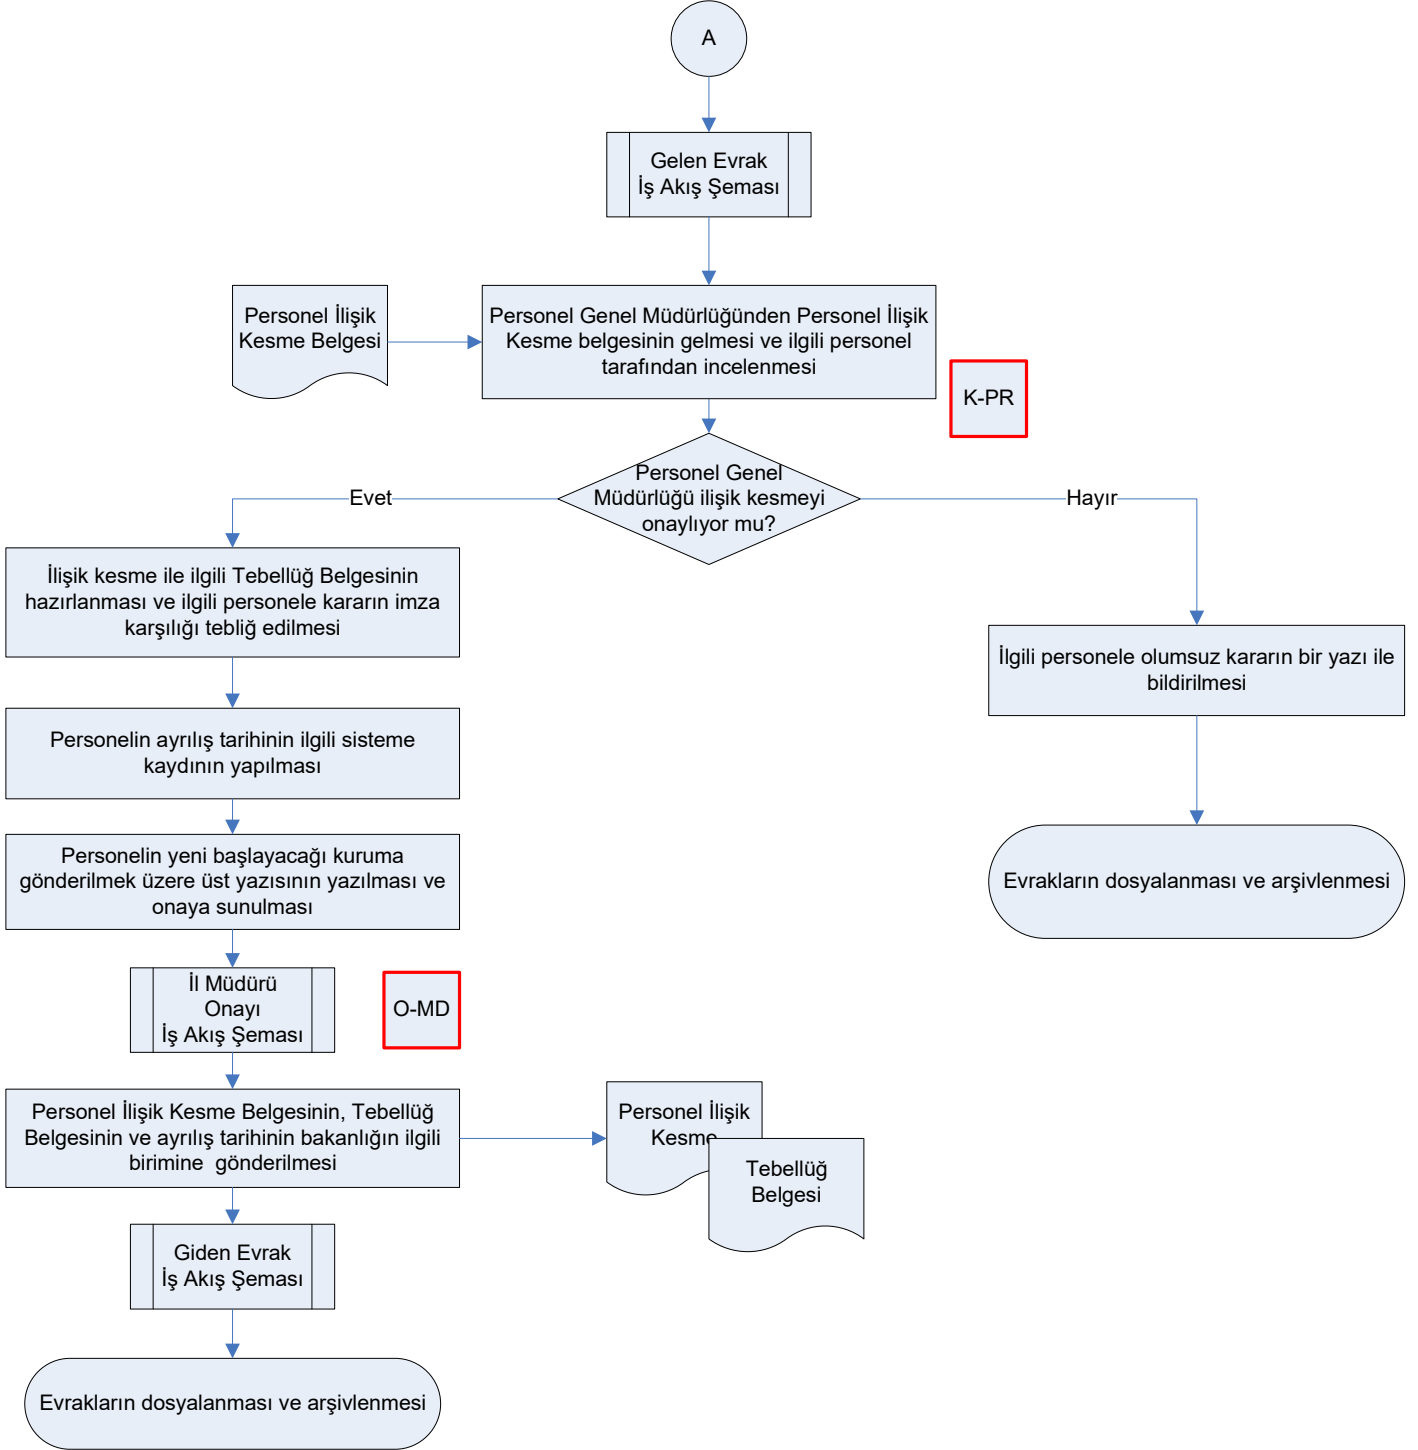 A
Gelen Evrak
İş Akış Şeması
Personel İlişik
Kesme Belgesi
Personel Genel Müdürlüğünden Personel İlişik
Kesme belgesinin gelmesi ve ilgili personel
tarafından incelenmesi
K-PR
Personel Genel
Müdürlüğü ilişik kesmeyi
onaylıyor mu?
Evet
Hayır
İlişik kesme ile ilgili Tebellüğ Belgesinin
hazırlanması ve ilgili personele kararın imza
karşılığı tebliğ edilmesi
İlgili personele olumsuz kararın bir yazı ile
bildirilmesi
Personelin ayrılış tarihinin ilgili sisteme
kaydının yapılması
Personelin yeni başlayacağı kuruma
gönderilmek üzere üst yazısının yazılması ve
onaya sunulması
Evrakların dosyalanması ve arşivlenmesi
İl Müdürü
Onayı
İş Akış Şeması
O-MD
Personel İlişik Kesme Belgesinin, Tebellüğ
Belgesinin ve ayrılış tarihinin bakanlığın ilgili
birimine  gönderilmesi
Personel İlişik
Kesme
Tebellüğ
Belgesi
Giden Evrak
İş Akış Şeması
Evrakların dosyalanması ve arşivlenmesi